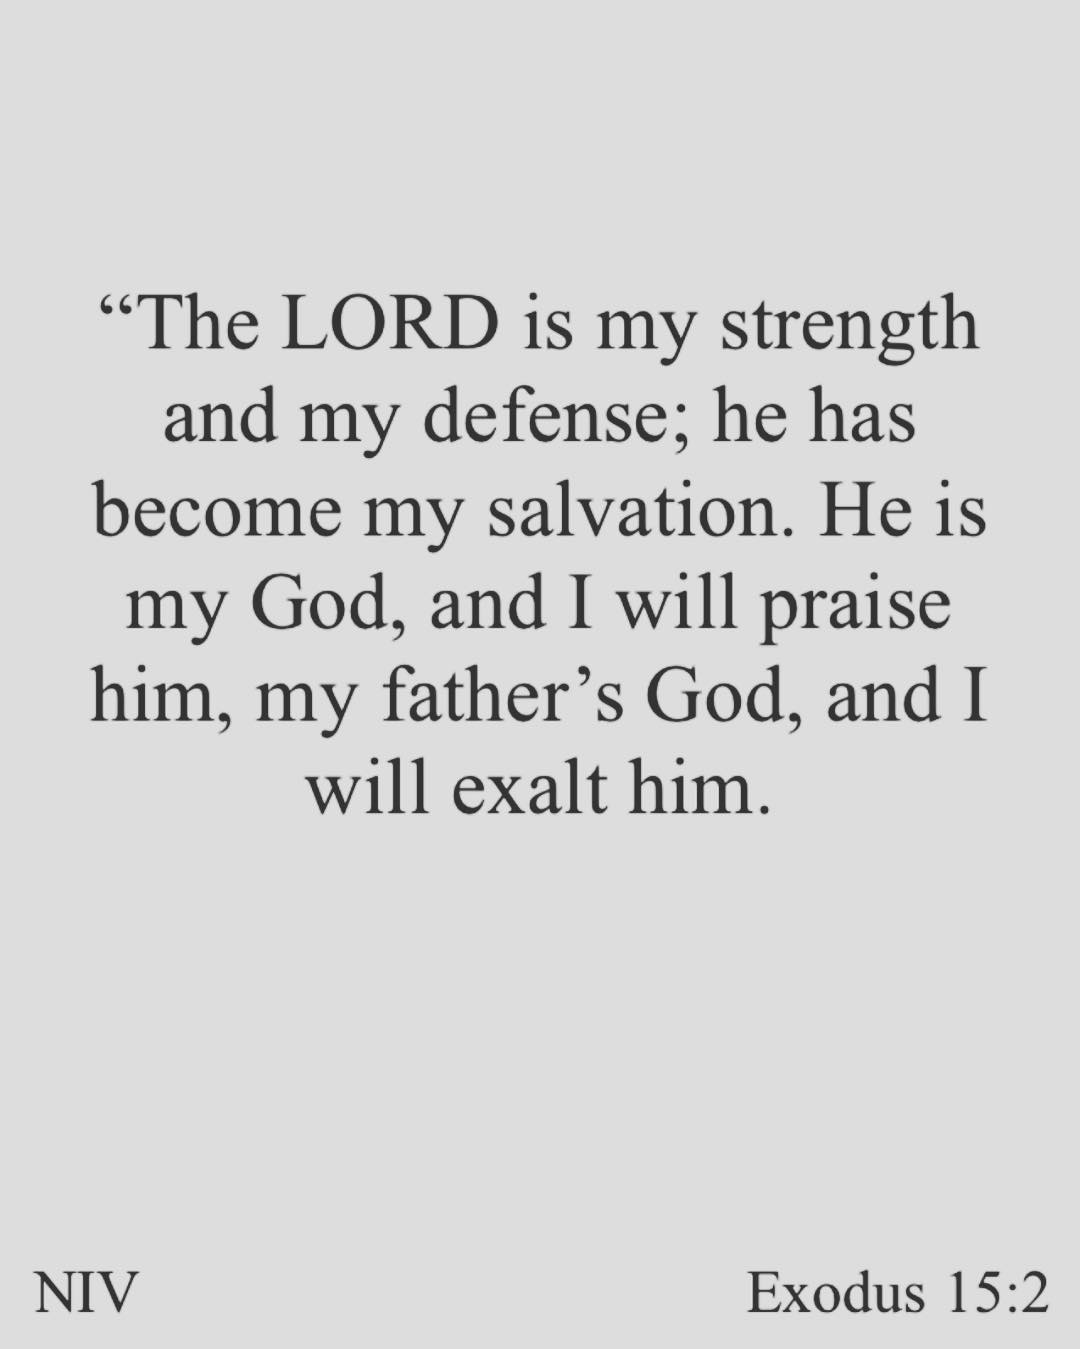 “The LORD is my strength
and my defense; he has
become my salvation. He is
my God, and I will praise
him, my father’s God, and I
will exalt him.
NIV
Exodus 15:2